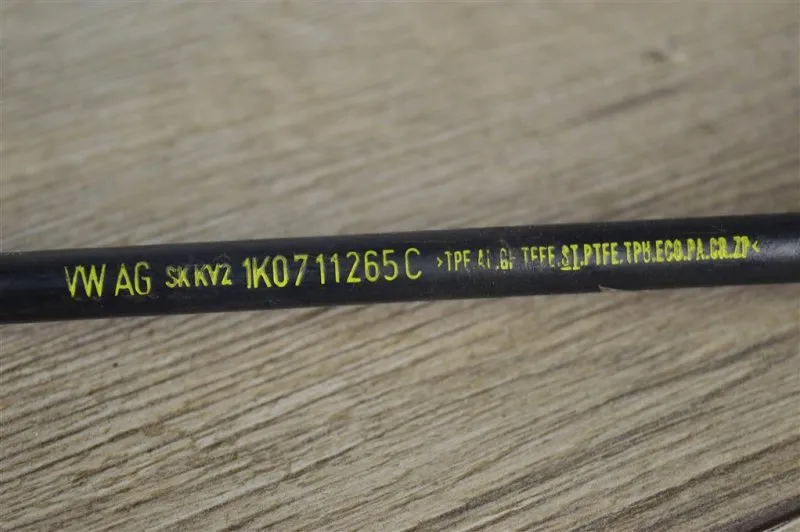 VW AG SK KV2 1K0711265C >TPE ST.PTFE.TPU.ECO.PA.CR.ZP<